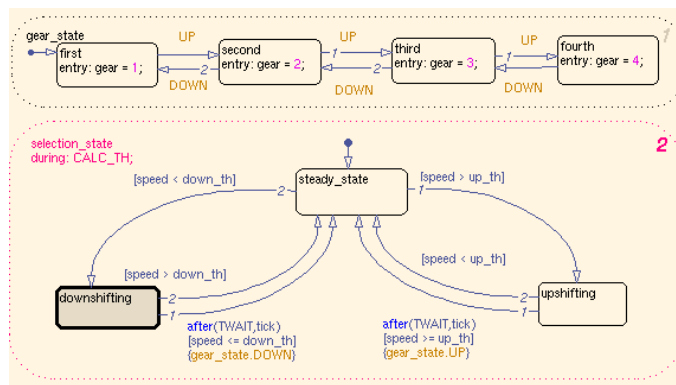 gear_state
UP
UP
UP
1
first
entry: gear = 1;
second
entry: gear = 2;
1
2
third
entry: gear = 3;
1
2
fourth
entry: gear = 4;
DOWN
DOWN
DOWN
selection_state
during: CALC_TH;
2
steady_state
[speed < down_th]
2
1
[speed > up_th]
[speed > down_th]
[speed < up_th]
downshifting
2
1
upshifting
2
1
after(TWAIT,tick)
[speed <= down_th]
{gear_state.DOWN}
after(TWAIT,tick)
[speed >= up_th]
{gear_state.UP}